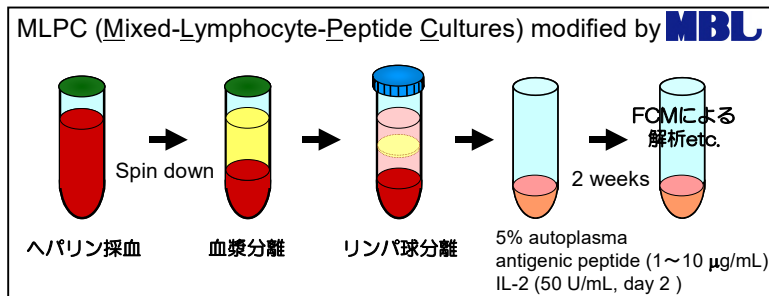 MLPC (Mixed-Lymphocyte-Peptide Cultures) modified by MBL
FCMによる
解析etc.
Spin down
2 weeks
ヘパリン採血
血漿分離
リンパ球分離
5% autoplasma
antigenic peptide (1～10 μg/mL)
IL-2 (50 U/mL, day 2 )